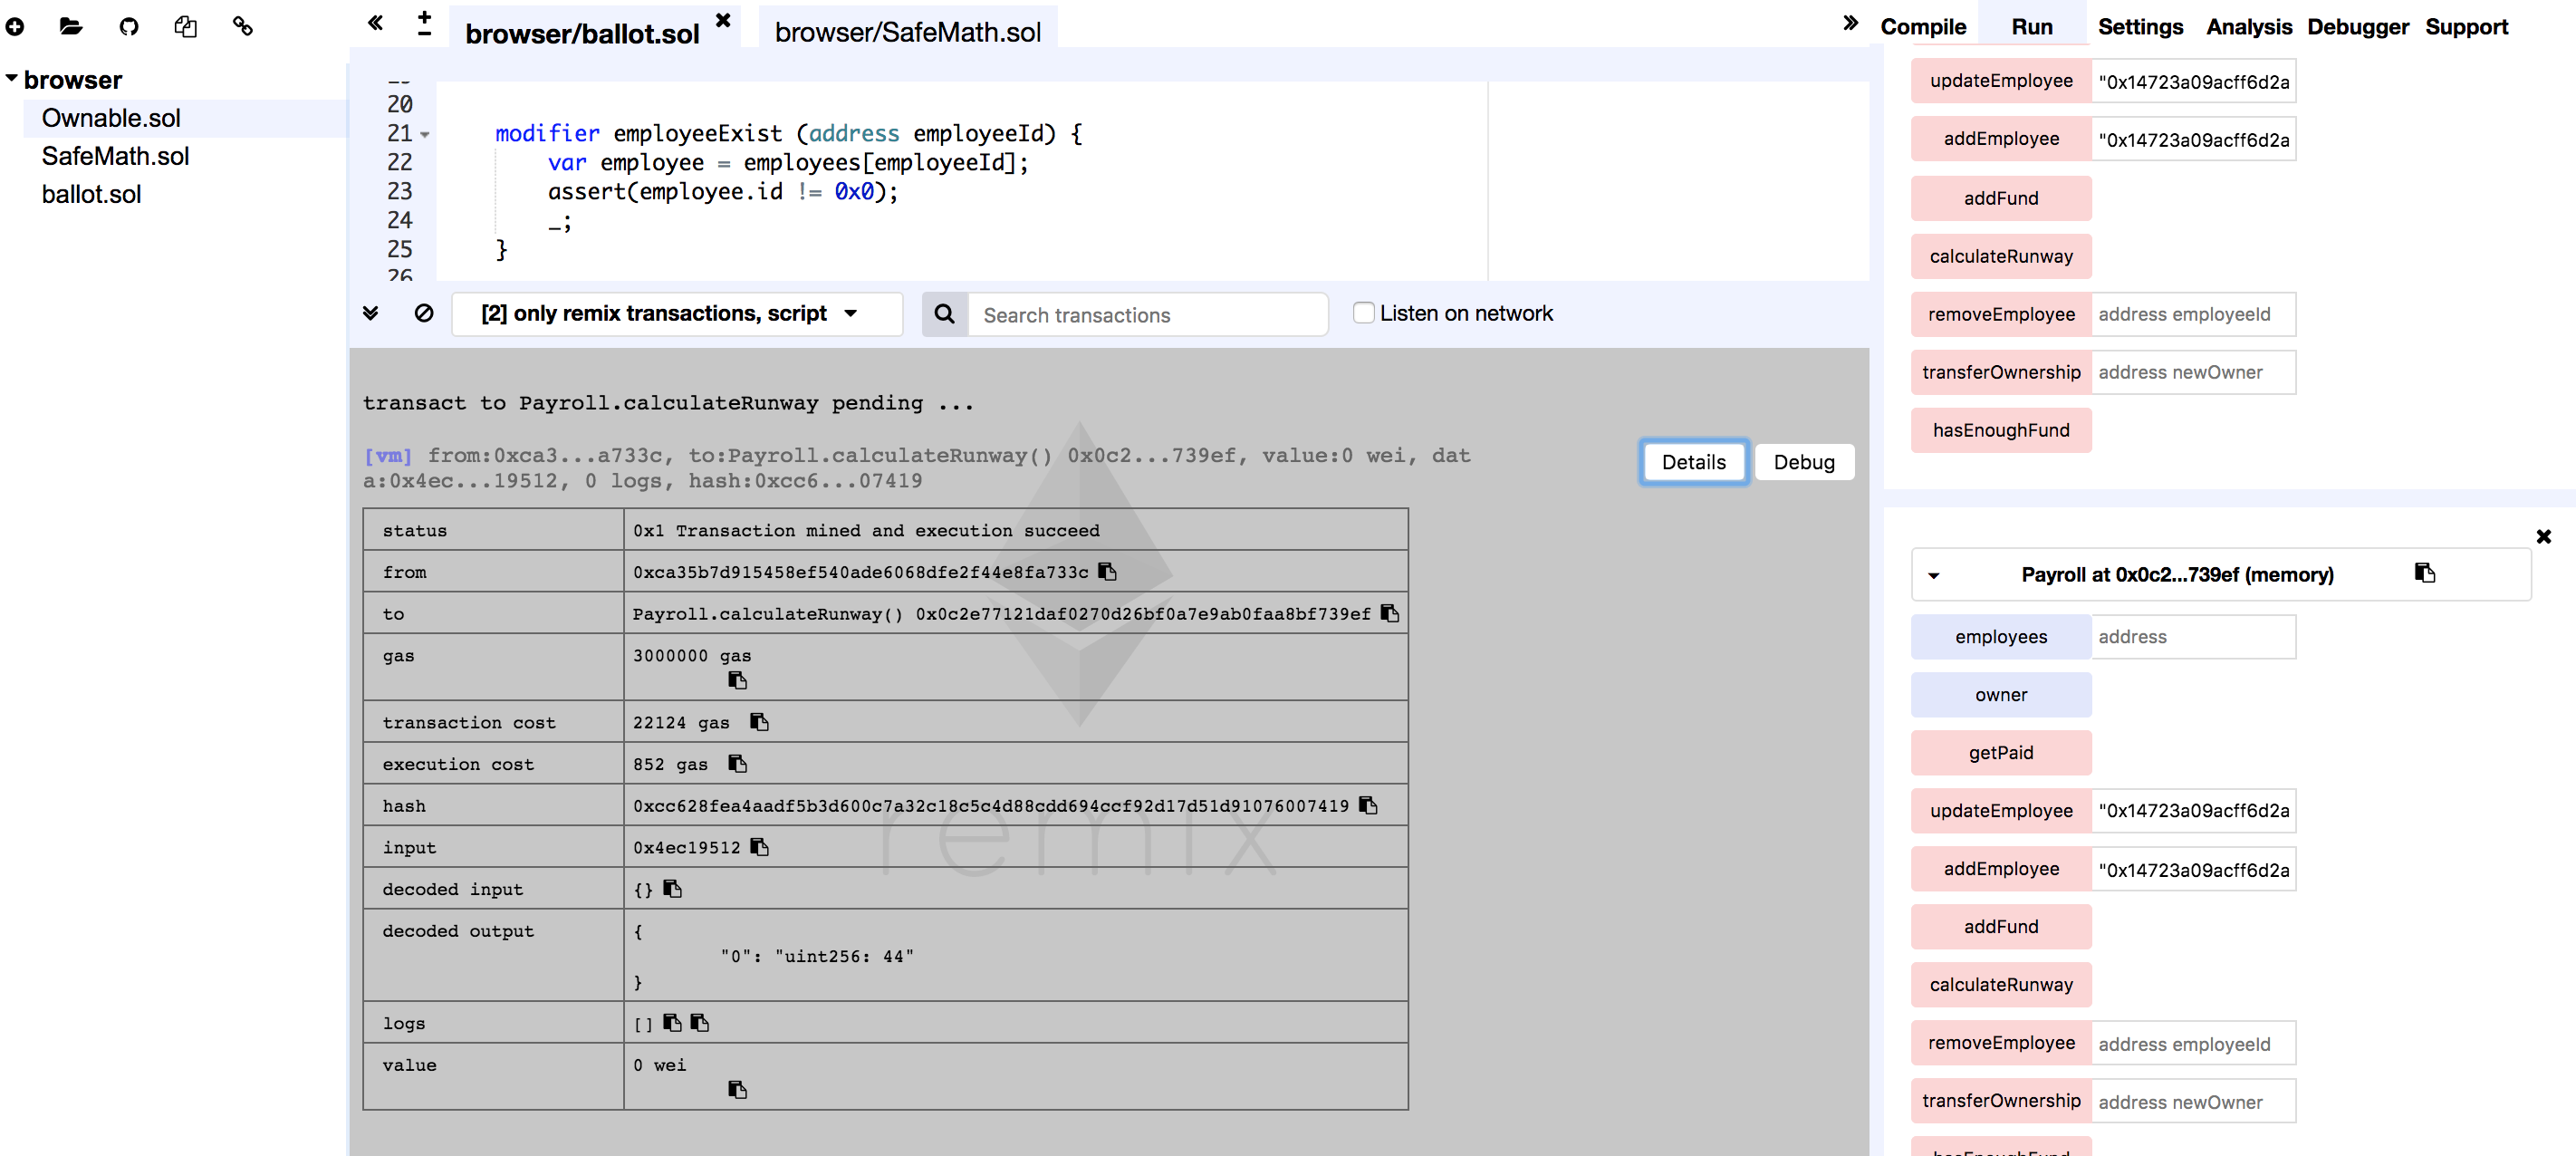 browser
Ownable.sol
SafeMath.sol
ballot.sol
browser/ballot.sol
browser/SafeMath.sol
20
21 modifier employeeExist (address employeeId) {
22 var employee = employees[employeeId];
23 assert(employee.id != 0x0);
24 _;
25 }
26
[2] only remix transactions, script
Search transactions
Listen on network
transact to Payroll.calculateRunway pending ...
[vm] from:0xca3...a733c, to:Payroll.calculateRunway() 0x0c2...739ef, value:0 wei, dat
a:0x4ec...19512, 0 logs, hash:0xcc6...07419
Details
Debug
status 0x1 Transaction mined and execution succeed
from 0xca35b7d915458ef540ade6068dfe2f44e8fa733c
to Payroll.calculateRunway() 0x0c2e77121daf0270d26bf0a7e9ab0faa8bf739ef
gas 3000000 gas
transaction cost 22124 gas
execution cost 852 gas
hash 0xcc628fea4aadf5b3d600c7a32c18c5c4d88cdd694ccf92d17d51d91076007419
input 0x4ec19512
decoded input {}
decoded output {
"0": "uint256: 44"
}
logs []
value 0 wei
remix
Compile Run Settings Analysis Debugger Support
updateEmployee "0x14723a09acff6d2a
addEmployee "0x14723a09acff6d2a
addFund
calculateRunway
removeEmployee address employeeId
transferOwnership address newOwner
hasEnoughFund
Payroll at 0x0c2...739ef (memory)
employees address
owner
getPaid
updateEmployee "0x14723a09acff6d2a
addEmployee "0x14723a09acff6d2a
addFund
calculateRunway
removeEmployee address employeeId
transferOwnership address newOwner